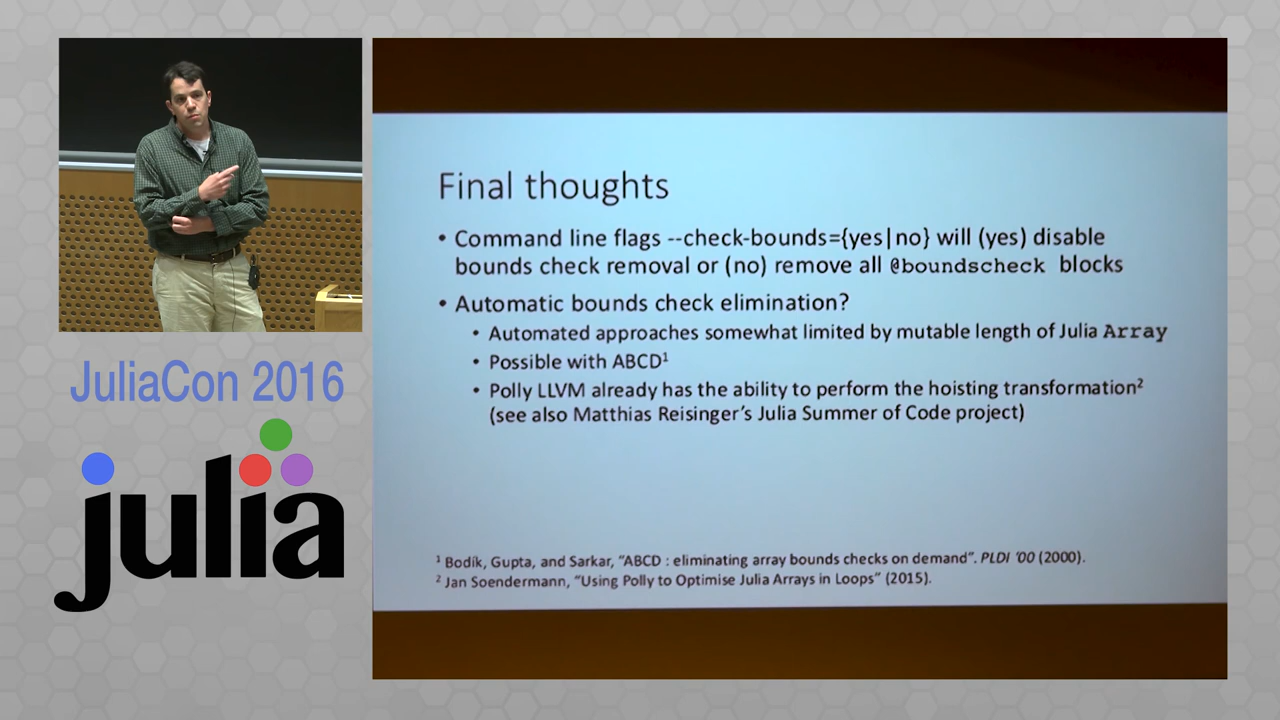 JuliaCon 2016
julia
Final thoughts
• Command line flags --check-bounds={yes|no} will (yes) disable
bounds check removal or (no) remove all @boundscheck blocks
• Automatic bounds check elimination?
• Automated approaches somewhat limited by mutable length of Julia Array
• Possible with ABCD¹
• Polly LLVM already has the ability to perform the hoisting transformation²
(see also Matthias Reisinger's Julia Summer of Code project)
¹ Bodík, Gupta, and Sarkar, "ABCD : eliminating array bounds checks on demand". PLDI '00 (2000).
² Jan Soendermann, "Using Polly to Optimise Julia Arrays in Loops" (2015).